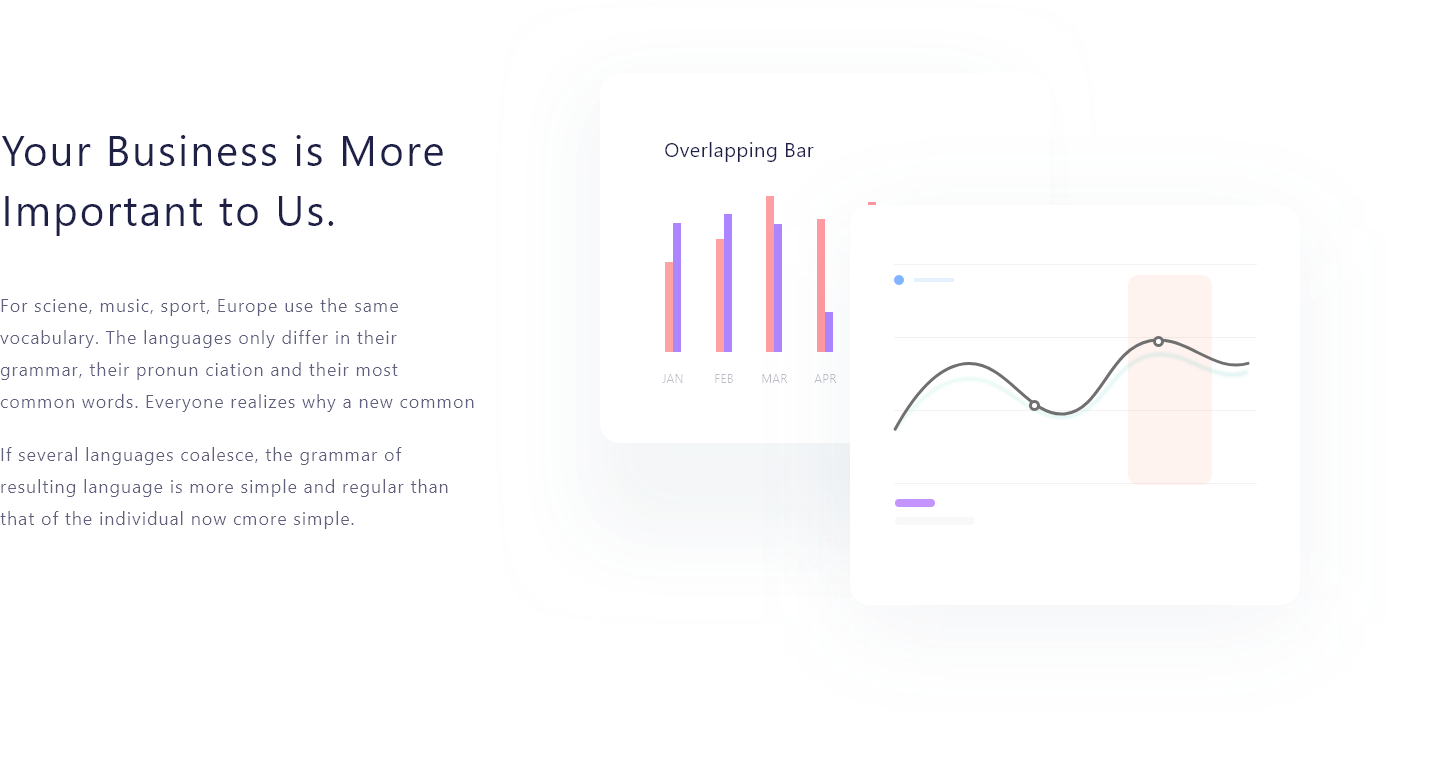 Your Business is More
Important to Us.
For sciene, music, sport, Europe use the same
vocabulary. The languages only differ in their
grammar, their pronun ciation and their most
common words. Everyone realizes why a new common
If several languages coalesce, the grammar of
resulting language is more simple and regular than
that of the individual now cmore simple.
Overlapping Bar
JAN FEB MAR APR